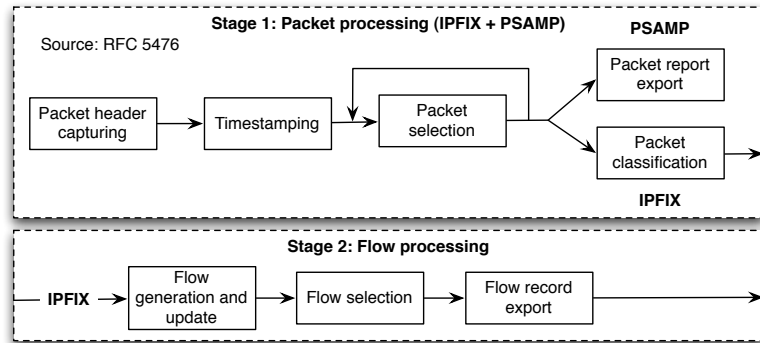 Stage 1: Packet processing (IPFIX + PSAMP)
Source: RFC 5476
PSAMP
Packet report
export
Packet header
capturing
Timestamping
Packet
selection
Packet
classification
IPFIX
Stage 2: Flow processing
IPFIX
Flow
generation and
update
Flow selection
Flow record
export